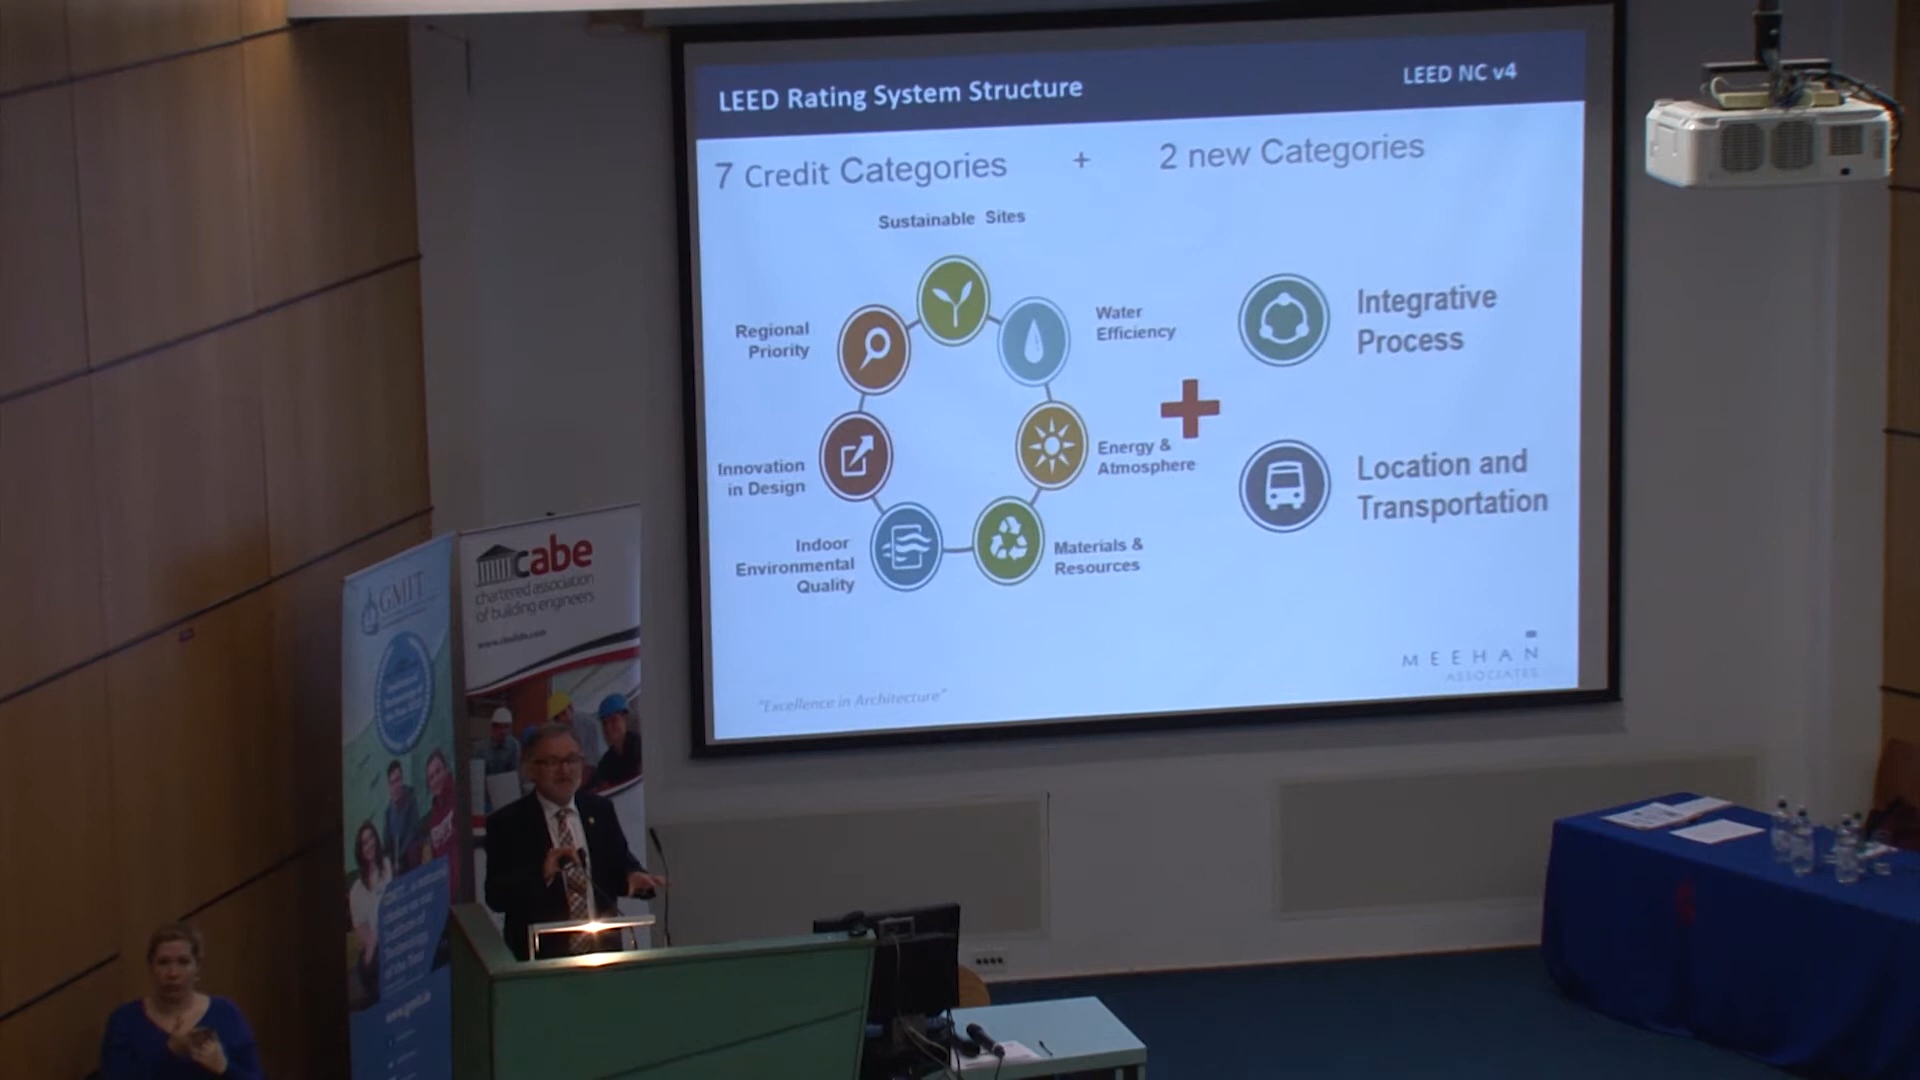 LEED Rating System Structure
LEED NC v4
7 Credit Categories + 2 new Categories
Sustainable Sites
Water
Efficiency
Energy &
Atmosphere
Materials &
Resources
Indoor
Environmental
Quality
Innovation
in Design
Regional
Priority
Integrative
Process
Location and
Transportation
"Excellence in Architecture"
MEEHAN
ASSOCIATES
GMIT
cabe
chartered association
of building engineers